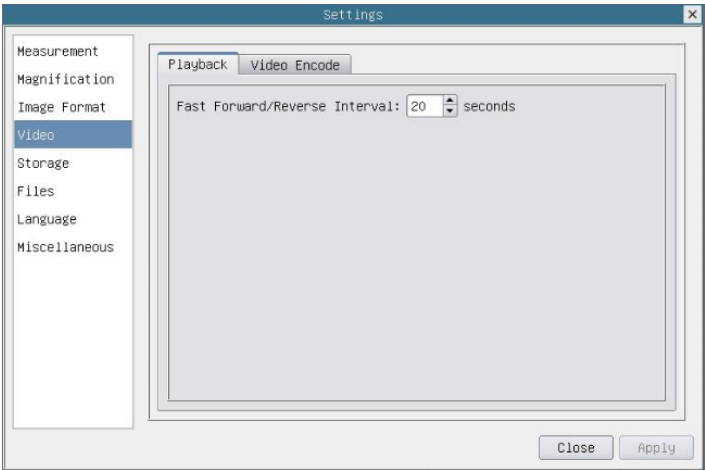 Settings
Measurement
Magnification
Image Format
Video
Storage
Files
Language
Miscellaneous
Playback
Video Encode
Fast Forward/Reverse Interval: 20 seconds
Close
Apply